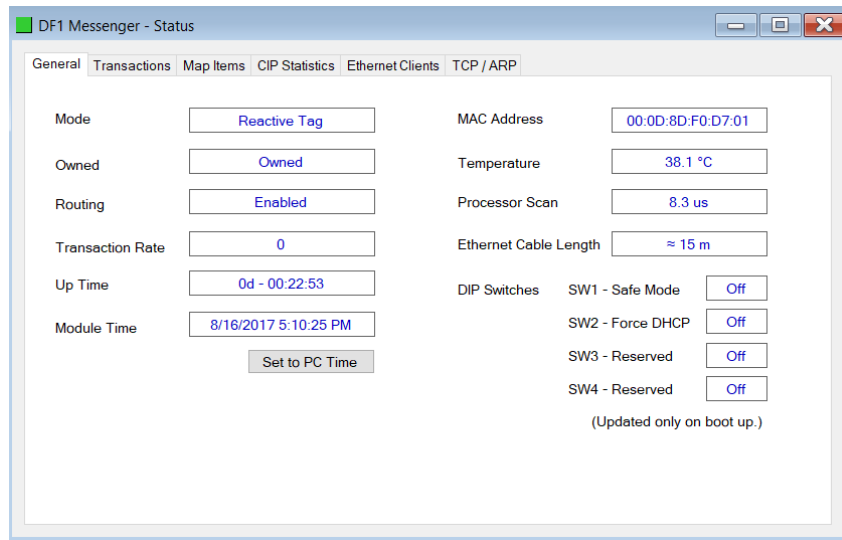 DF1 Messenger - Status
General Transactions Map Items CIP Statistics Ethernet Clients TCP / ARP
Mode Reactive Tag
Owned Owned
Routing Enabled
Transaction Rate 0
Up Time 0d - 00:22:53
Module Time 8/16/2017 5:10:25 PM
Set to PC Time
MAC Address 00:0D:8D:F0:D7:01
Temperature 38.1 °C
Processor Scan 8.3 us
Ethernet Cable Length ≈ 15 m
DIP Switches SW1 - Safe Mode Off
SW2 - Force DHCP Off
SW3 - Reserved Off
SW4 - Reserved Off
(Updated only on boot up.)